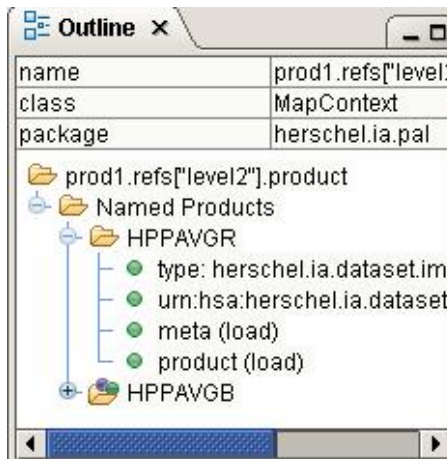 Outline
name prod1.refs["level2
class MapContext
package herschel.ia.pal
prod1.refs["level2"].product
Named Products
HPPAVGR
type: herschel.ia.dataset.im
urn:hsa:herschel.ia.dataset
meta (load)
product (load)
HPPAVGB